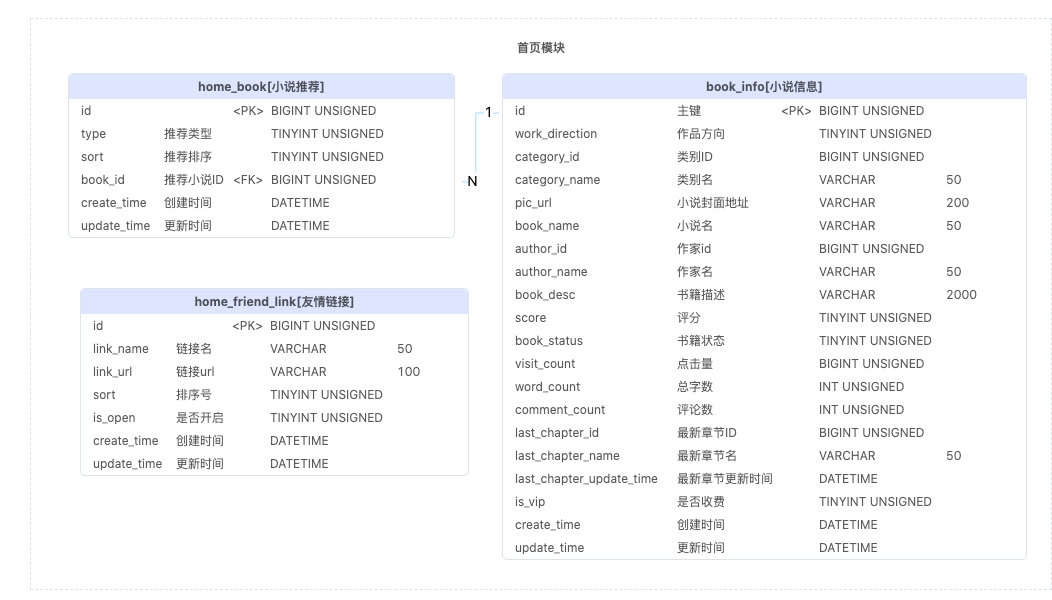 首页模块
home_book[小说推荐]
id <PK> BIGINT UNSIGNED
type 推荐类型 TINYINT UNSIGNED
sort 推荐排序 TINYINT UNSIGNED
book_id 推荐小说ID <FK> BIGINT UNSIGNED
create_time 创建时间 DATETIME
update_time 更新时间 DATETIME
1
N
home_friend_link[友情链接]
id <PK> BIGINT UNSIGNED
link_name 链接名 VARCHAR 50
link_url 链接url VARCHAR 100
sort 排序号 TINYINT UNSIGNED
is_open 是否开启 TINYINT UNSIGNED
create_time 创建时间 DATETIME
update_time 更新时间 DATETIME
book_info[小说信息]
id 主键 <PK> BIGINT UNSIGNED
work_direction 作品方向 TINYINT UNSIGNED
category_id 类别ID BIGINT UNSIGNED
category_name 类别名 VARCHAR 50
pic_url 小说封面地址 VARCHAR 200
book_name 小说名 VARCHAR 50
author_id 作家id BIGINT UNSIGNED
author_name 作家名 VARCHAR 50
book_desc 书籍描述 VARCHAR 2000
score 评分 TINYINT UNSIGNED
book_status 书籍状态 TINYINT UNSIGNED
visit_count 点击量 BIGINT UNSIGNED
word_count 总字数 INT UNSIGNED
comment_count 评论数 INT UNSIGNED
last_chapter_id 最新章节ID BIGINT UNSIGNED
last_chapter_name 最新章节名 VARCHAR 50
last_chapter_update_time 最新章节更新时间 DATETIME
is_vip 是否收费 TINYINT UNSIGNED
create_time 创建时间 DATETIME
update_time 更新时间 DATETIME